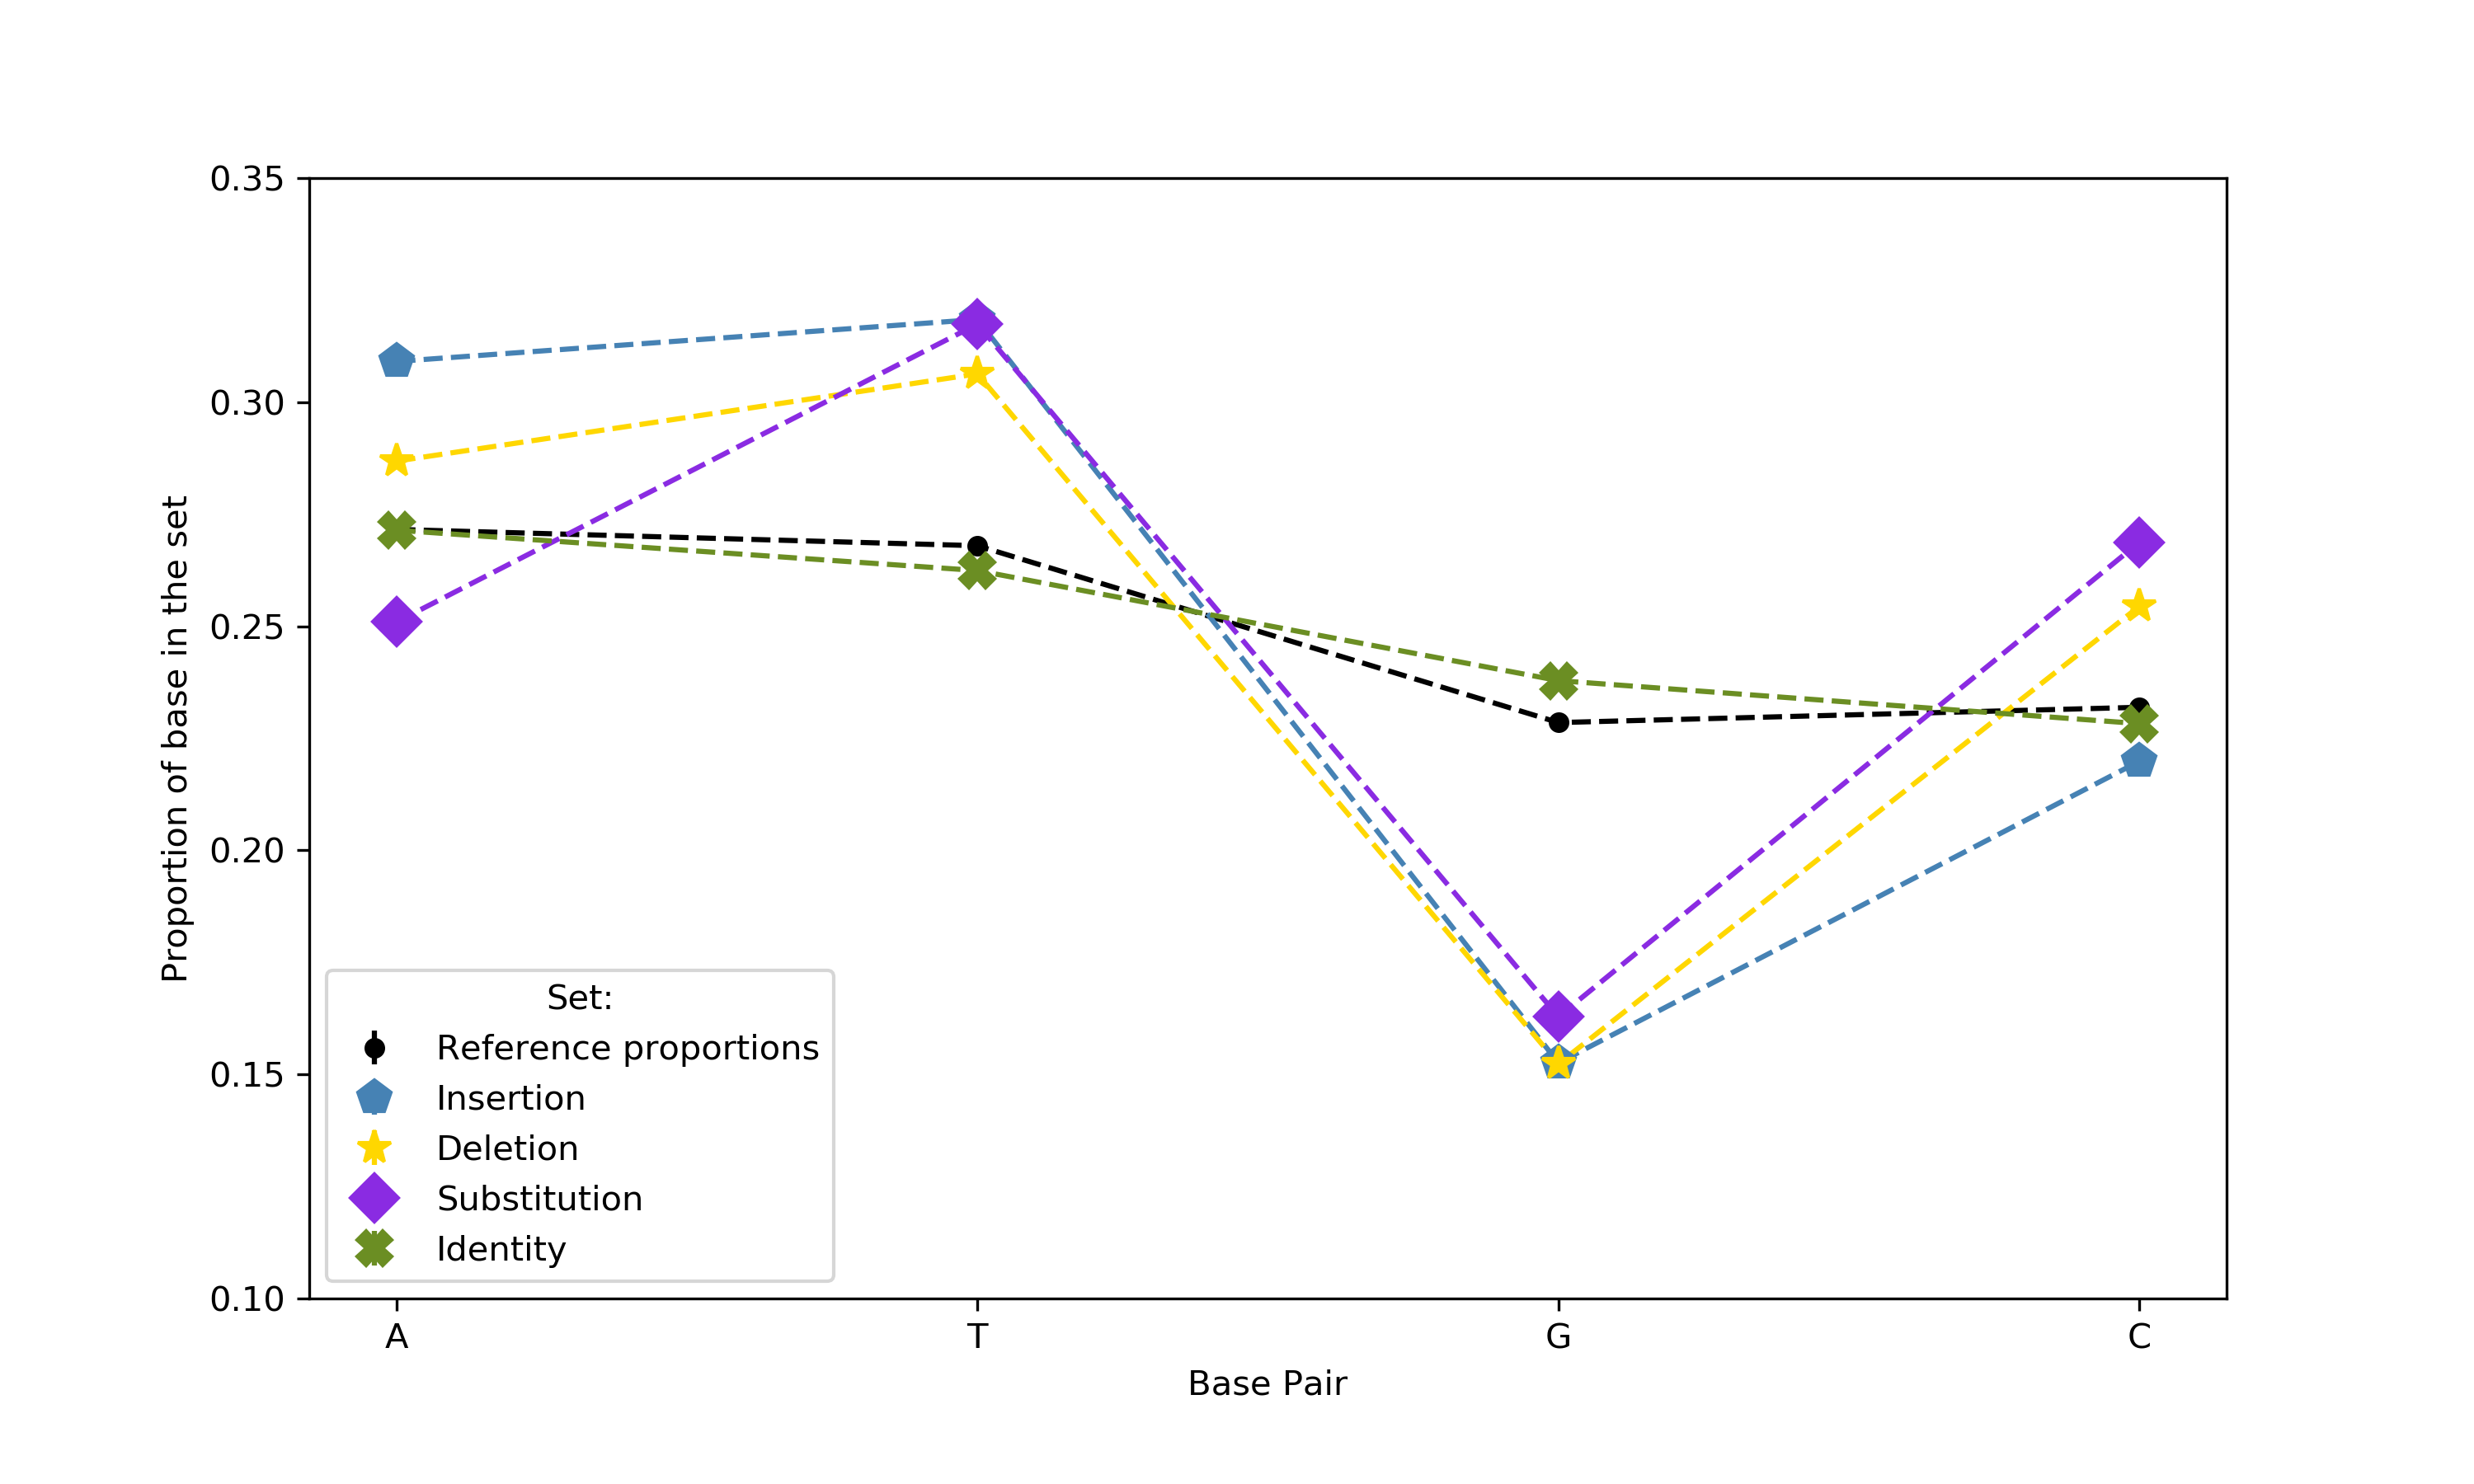 0.35
0.30
0.25
0.20
0.15
0.10
Proportion of base in the set
Set:
Reference proportions
Insertion
Deletion
Substitution
Identity
A T G C
Base Pair